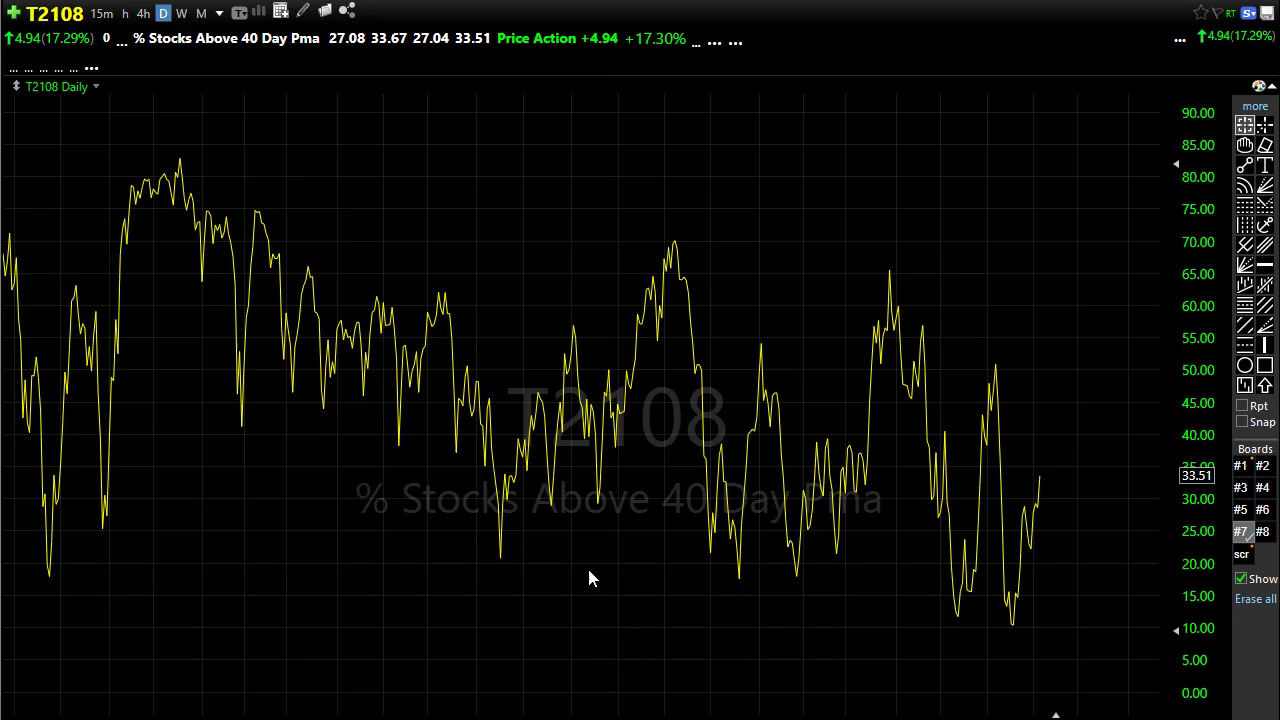 T2108 15m h 4h D W M T RT S
4.94(17.29%) 0 ... % Stocks Above 40 Day Pma 27.08 33.67 27.04 33.51 Price Action +4.94 +17.30% ... ... ... ... 4.94(17.29%)
... ... ... ... ... ...
T2108 Daily
more
90.00
85.00
80.00
75.00
70.00
65.00
60.00
55.00
50.00
45.00
40.00
35.00
33.51
30.00
25.00
20.00
15.00
10.00
5.00
0.00
T2108
% Stocks Above 40 Day Pma
T
Rpt
Snap
Boards
#1 #2
#3 #4
#5 #6
#7 #8
scr
Show
Erase all